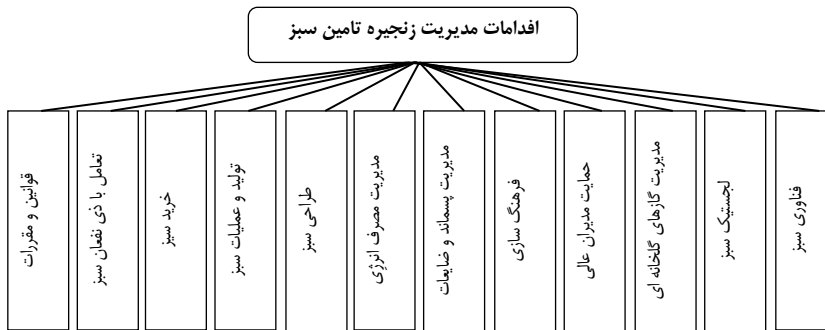 اقدامات مدیریت زنجیره تامین سبز
فناوری سبز
لجستیک سبز
مدیریت گازهای گلخانه ای
حمایت مدیران عالی
فرهنگ سازی
مدیریت پسماند و ضایعات
مدیریت مصرف انرژی
طراحی سبز
تولید و عملیات سبز
خرید سبز
تعامل با ذی نفعان سبز
قوانین و مقررات